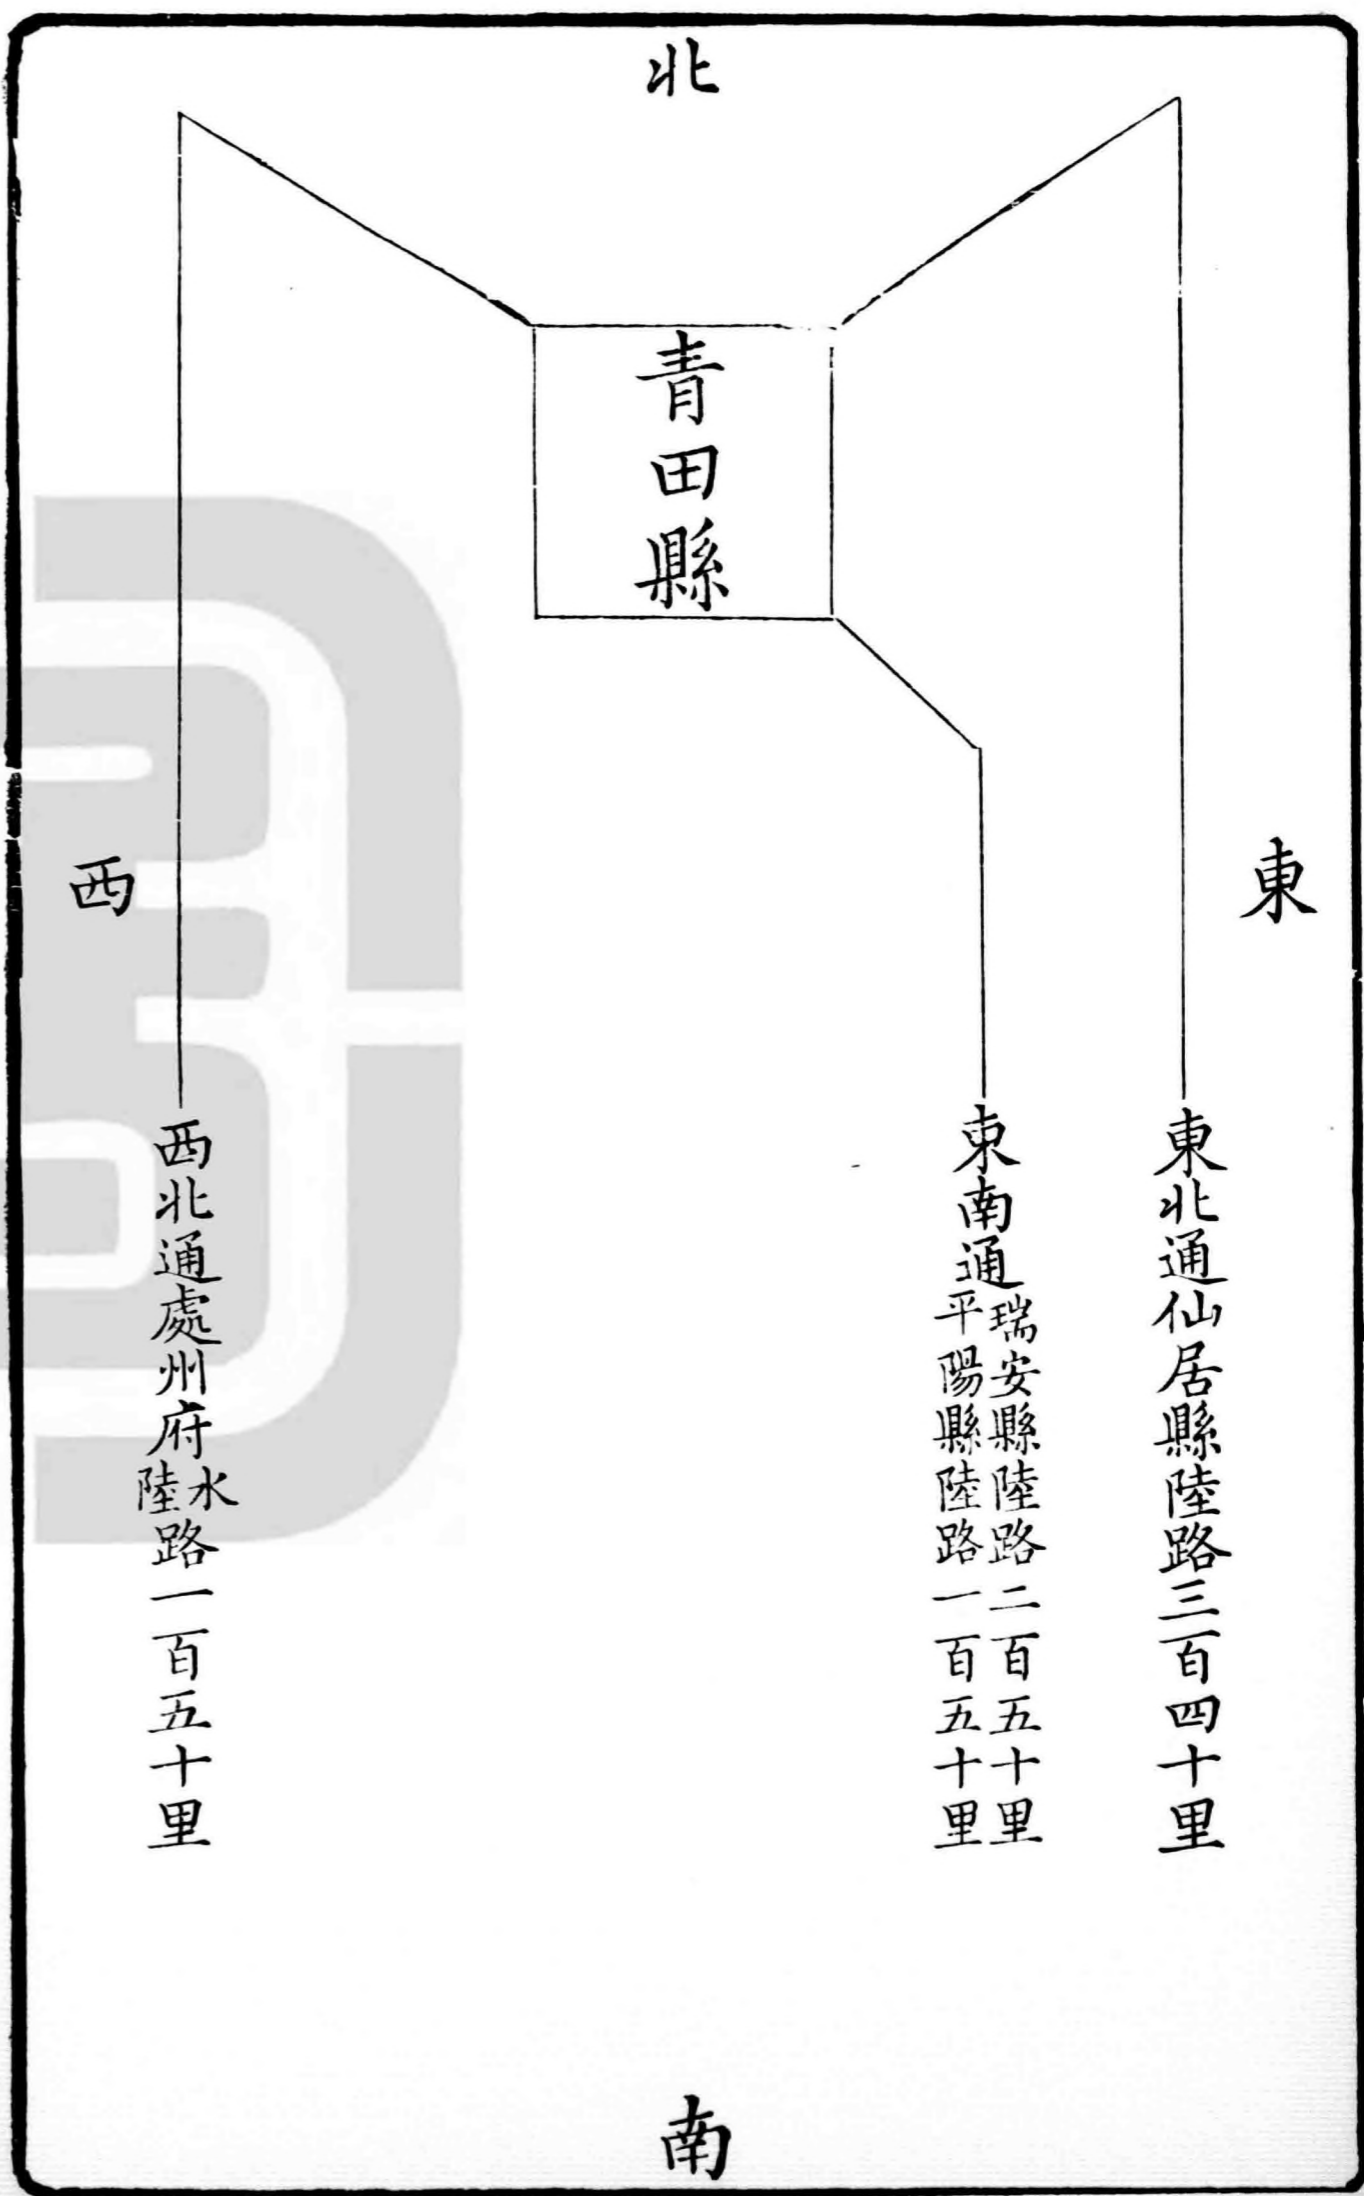 北
青田縣
東
東北通仙居縣陸路三百四十里
東南通
瑞安縣陸路二百五十里
平陽縣陸路一百五十里
西
西北通處州府水陸路一百五十里
南